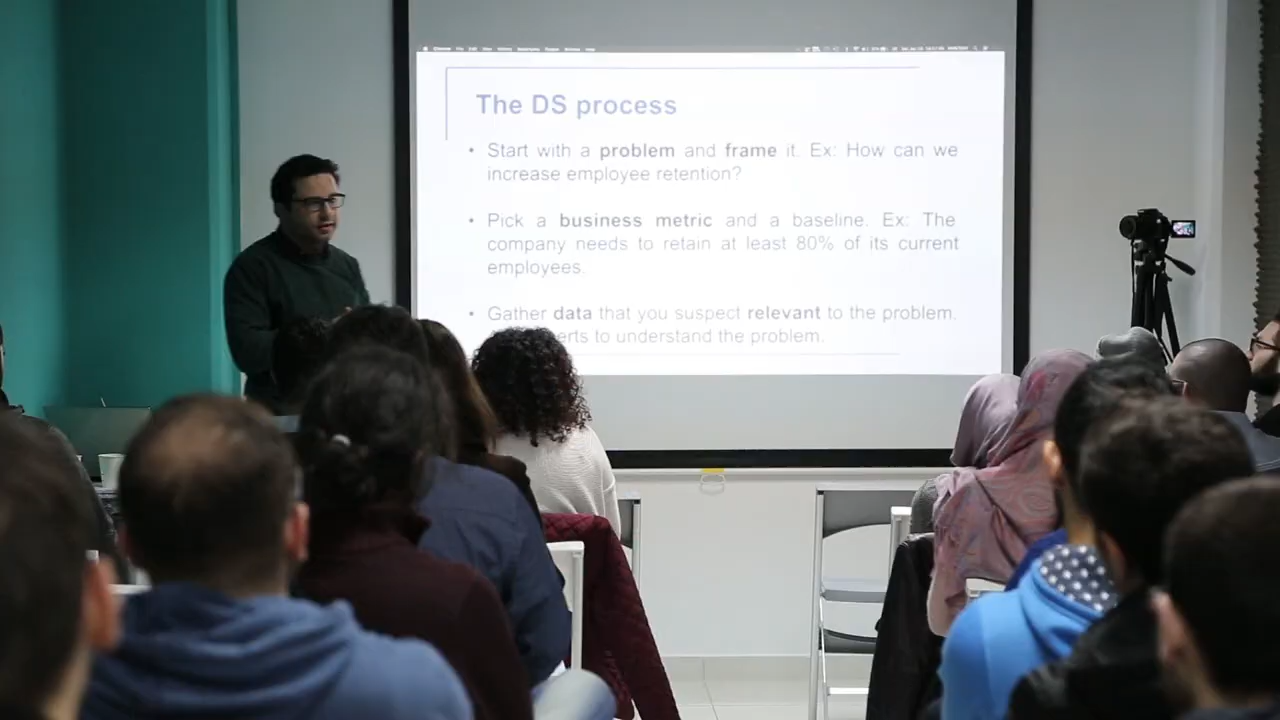 The DS process
• Start with a problem and frame it. Ex: How can we
increase employee retention?
• Pick a business metric and a baseline. Ex: The
company needs to retain at least 80% of its current
employees.
• Gather data that you suspect relevant to the problem.
to understand the problem.